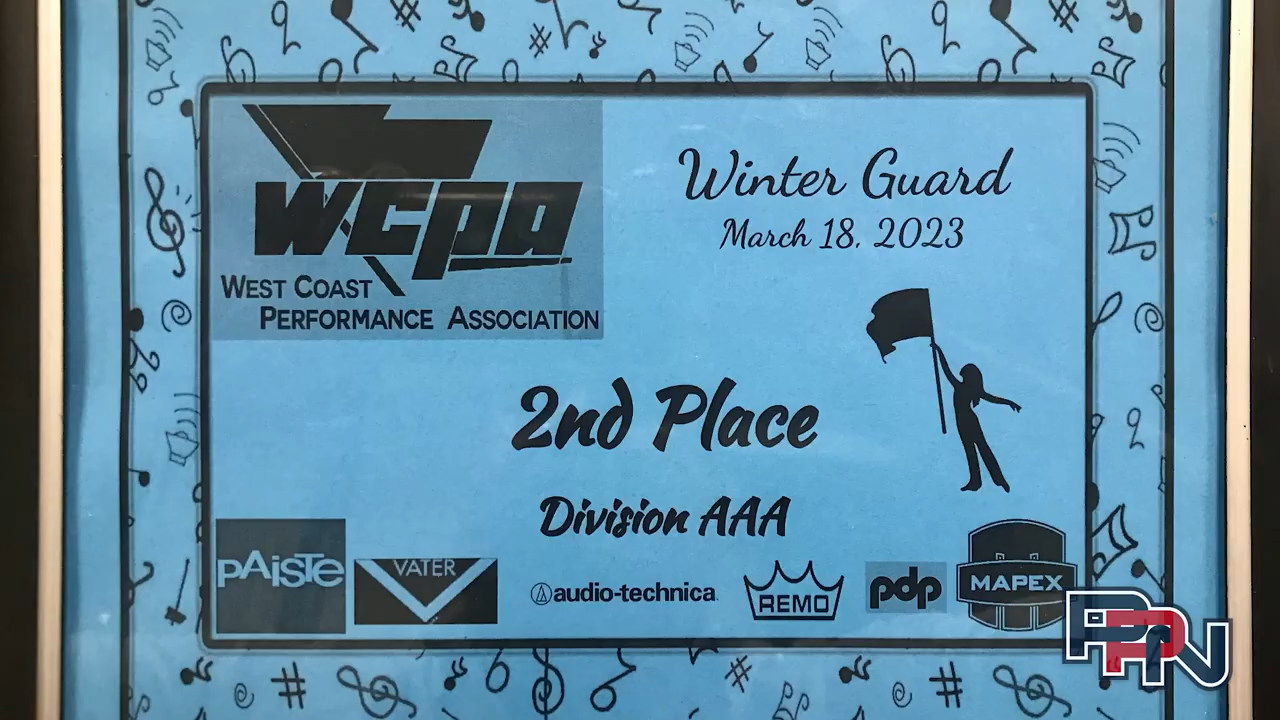 wcpa
WEST COAST
PERFORMANCE ASSOCIATION
Winter Guard
March 18, 2023
2nd Place
Division AAA
PAiSTe
VATER
audio-technica
REMO
pdp
MAPEX
PPN